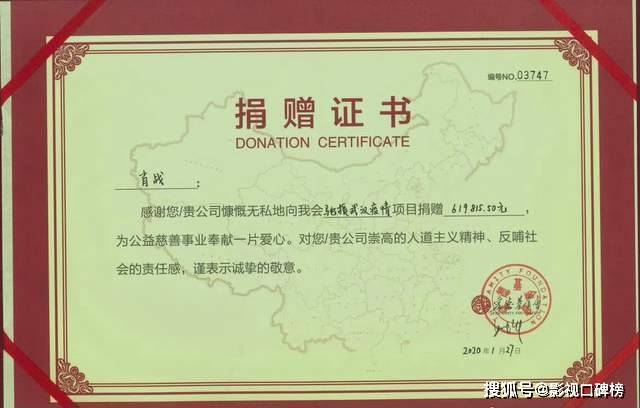 编号NO.03747
捐赠证书
DONATION CERTIFICATE
肖战：
感谢您/贵公司慷慨无私地向我会驰援武汉疫情项目捐赠619815.50元，
为公益慈善事业奉献一片爱心。对您/贵公司崇高的人道主义精神、反哺社
会的责任感，谨表示诚挚的敬意。
AMITY FOUNDATION
2020年1月27日
搜狐号@影视口碑榜